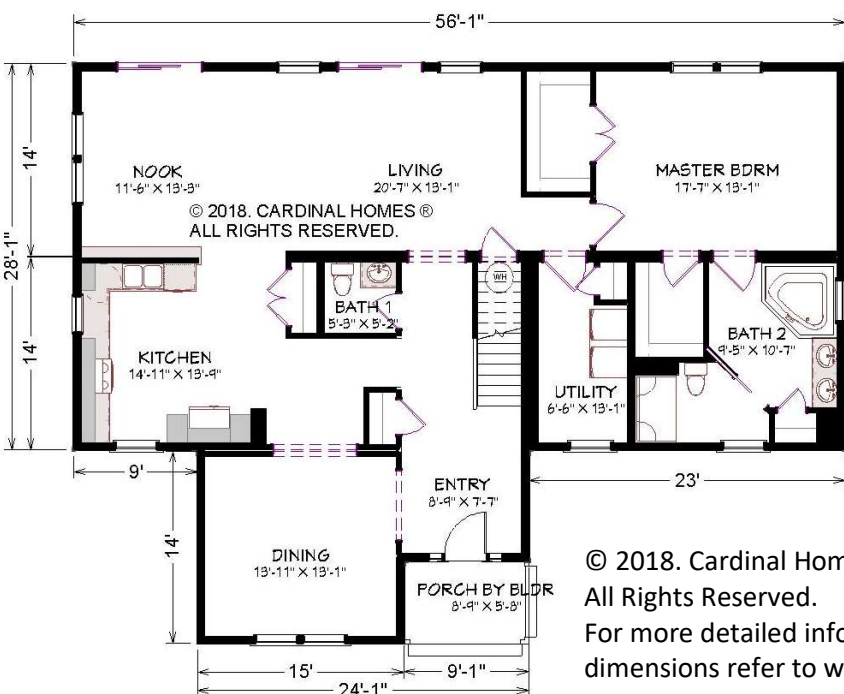 56'-1"
14'
28'-1"
14'
NOOK
11'-6" X 13'-3"
LIVING
20'-7" X 13'-1"
MASTER BDRM
17'-7" X 13'-1"
© 2018. CARDINAL HOMES ®
ALL RIGHTS RESERVED.
WH
BATH 1
5'-3" X 5'-2"
KITCHEN
14'-11" X 13'-9"
BATH 2
9'-5" X 10'-7"
UTILITY
6'-6" X 13'-1"
9'
23'
14'
ENTRY
8'-9" X 7'-7"
DINING
13'-11" X 13'-1"
PORCH BY BLDR
8'-9" X 5'-8"
© 2018. Cardinal Hom
All Rights Reserved.
For more detailed info
dimensions refer to w
15'
9'-1"
24'-1"